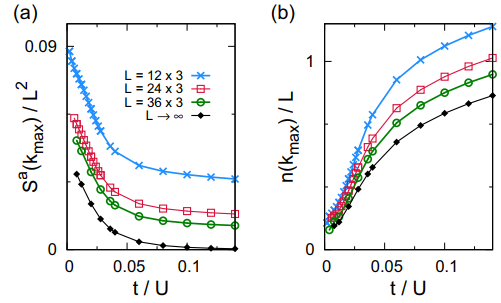 (a)
0.09
L = 12 x 3
L = 24 x 3
L = 36 x 3
L → ∞
S^a(k_max) / L^2
0
0 0.05 0.1
t / U
(b)
1
n(k_max) / L
0
0 0.05 0.1
t / U